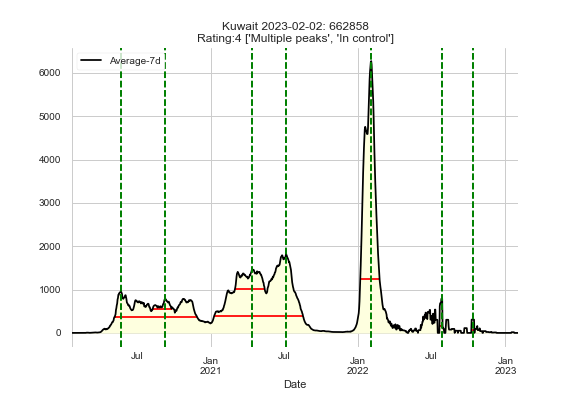 Kuwait 2023-02-02: 662858
Rating:4 ['Multiple peaks', 'In control']
Average-7d
6000
5000
4000
3000
2000
1000
0
Jul
Jan
2021
Jul
Jan
2022
Jul
Jan
2023
Date